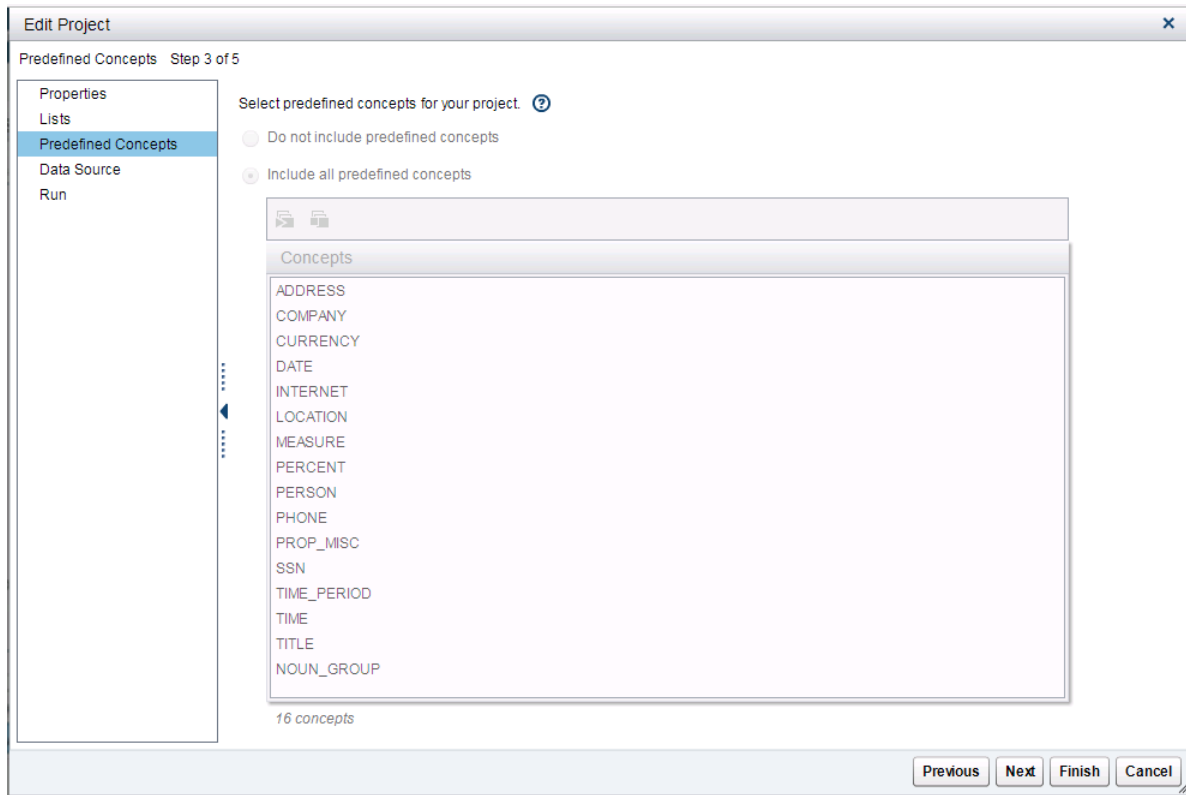 Edit Project
Predefined Concepts Step 3 of 5
Properties
Lists
Predefined Concepts
Data Source
Run
Select predefined concepts for your project.
Do not include predefined concepts
Include all predefined concepts
Concepts
ADDRESS
COMPANY
CURRENCY
DATE
INTERNET
LOCATION
MEASURE
PERCENT
PERSON
PHONE
PROP_MISC
SSN
TIME_PERIOD
TIME
TITLE
NOUN_GROUP
16 concepts
Previous Next Finish Cancel